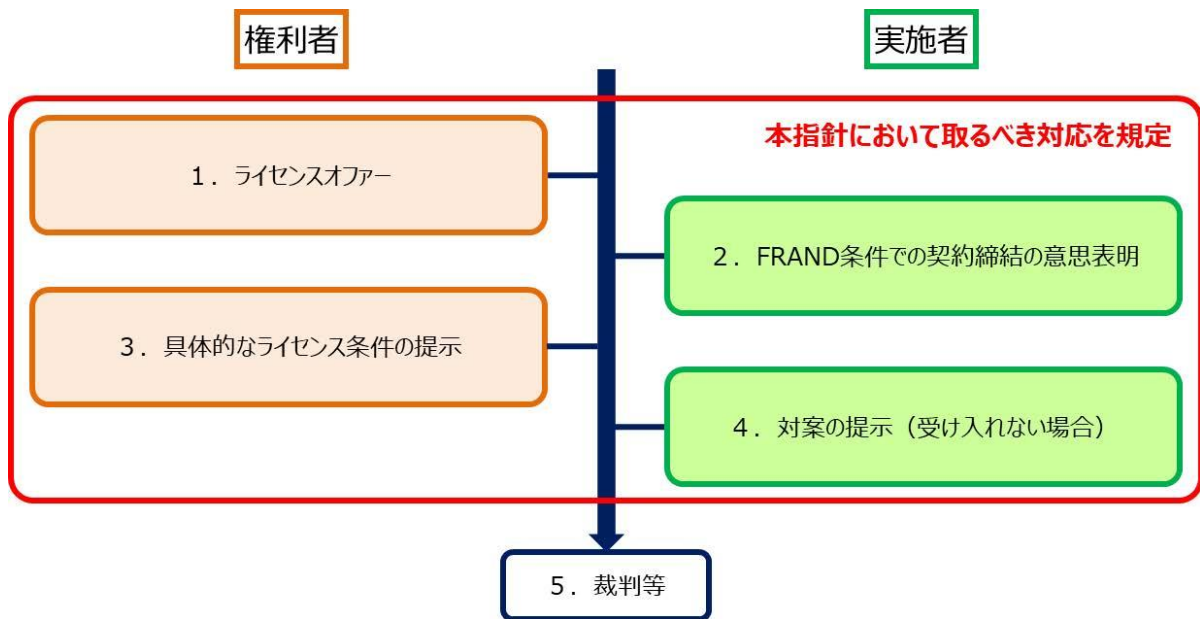 権利者
実施者
本指針において取るべき対応を規定
１．ライセンスオファー
２．FRAND条件での契約締結の意思表明
３．具体的なライセンス条件の提示
４．対案の提示（受け入れない場合）
５．裁判等